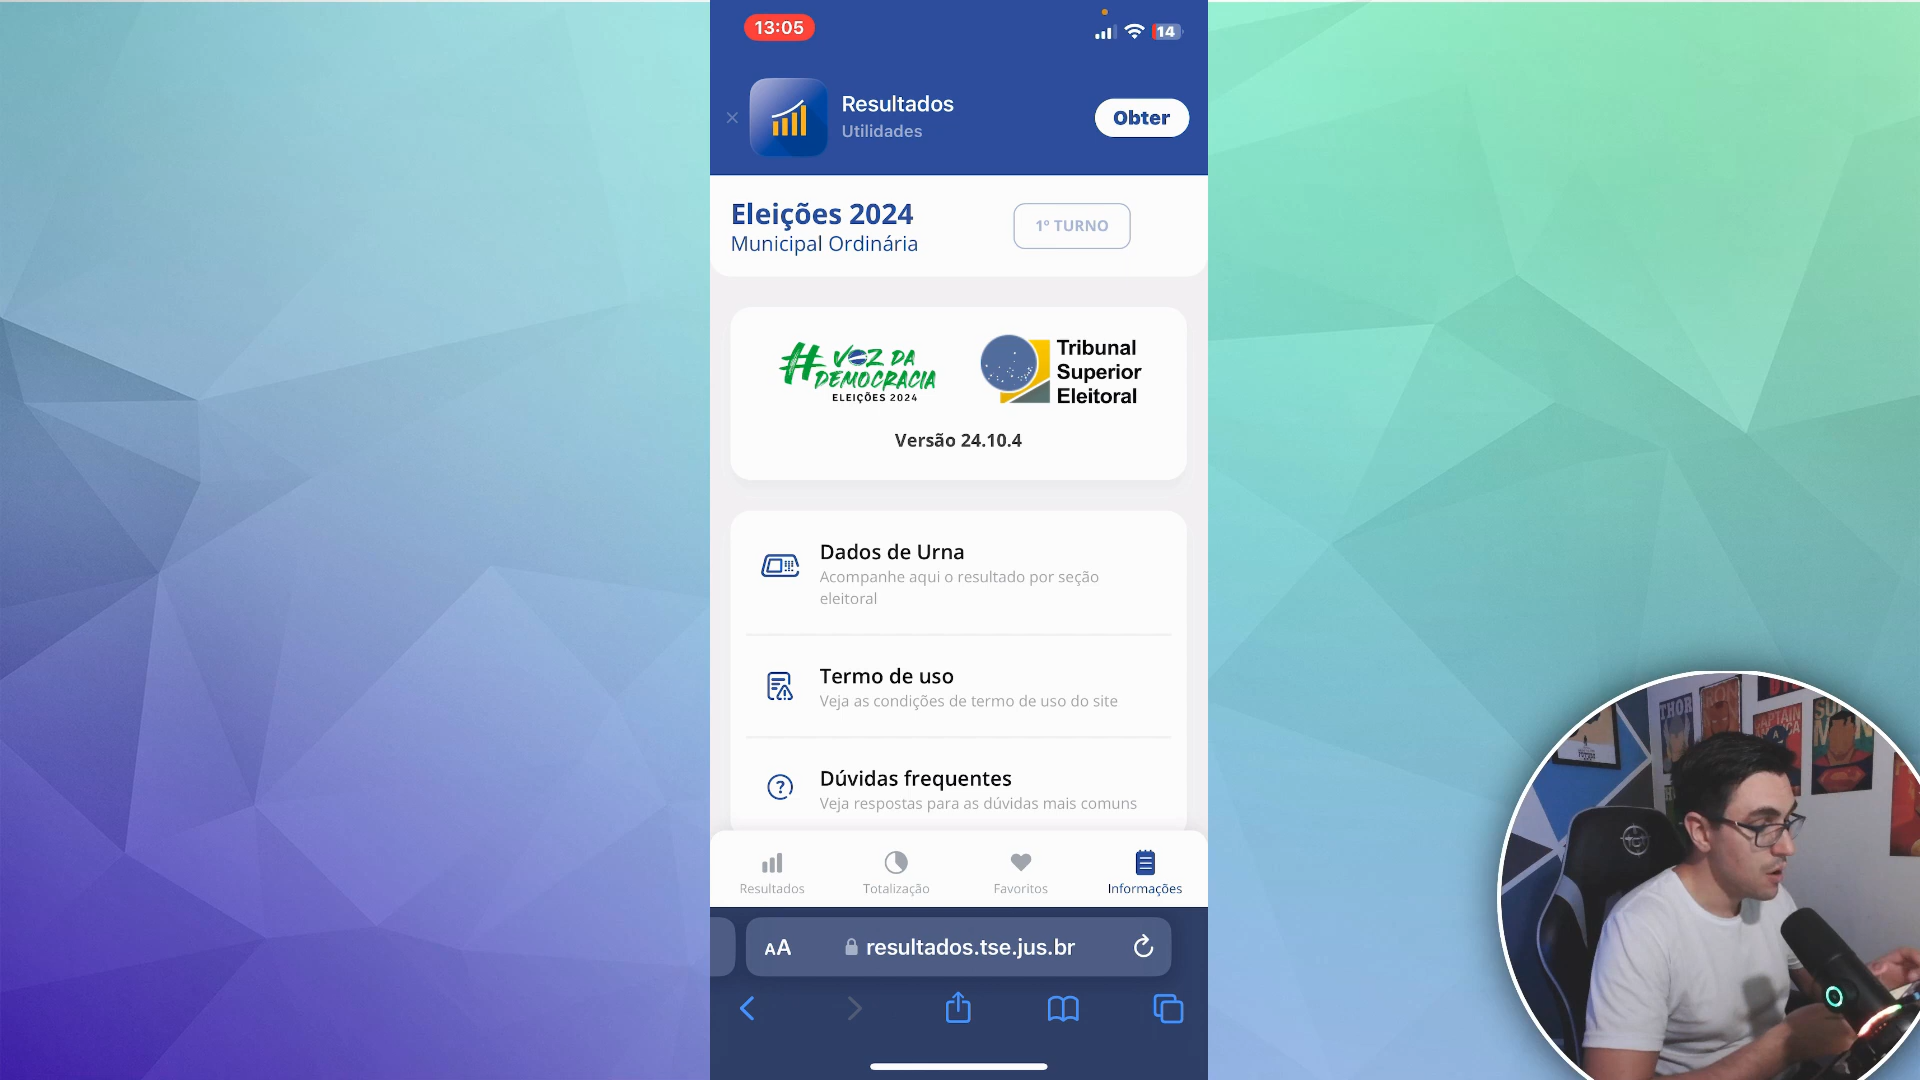 13:05
14
Resultados
Utilidades
Obter
Eleições 2024
Municipal Ordinária
1º TURNO
# VOZ DA
DEMOCRACIA
ELEIÇÕES 2024
Tribunal
Superior
Eleitoral
Versão 24.10.4
Dados de Urna
Acompanhe aqui o resultado por seção
eleitoral
Termo de uso
Veja as condições de termo de uso do site
Dúvidas frequentes
Veja respostas para as dúvidas mais comuns
Resultados
Totalização
Favoritos
Informações
AA
resultados.tse.jus.br
THOR
IRON
CAPTAIN